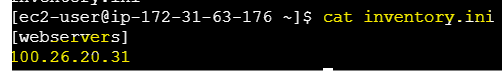 [ec2-user@ip-172-31-63-176 ~]$ cat inventory.ini
[webservers]
100.26.20.31